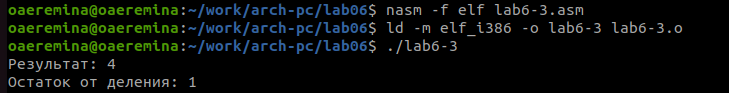 oaeremina@oaeremina:~/work/arch-pc/lab06$ nasm -f elf lab6-3.asm
oaeremina@oaeremina:~/work/arch-pc/lab06$ ld -m elf_i386 -o lab6-3 lab6-3.o
oaeremina@oaeremina:~/work/arch-pc/lab06$ ./lab6-3
Результат: 4
Остаток от деления: 1